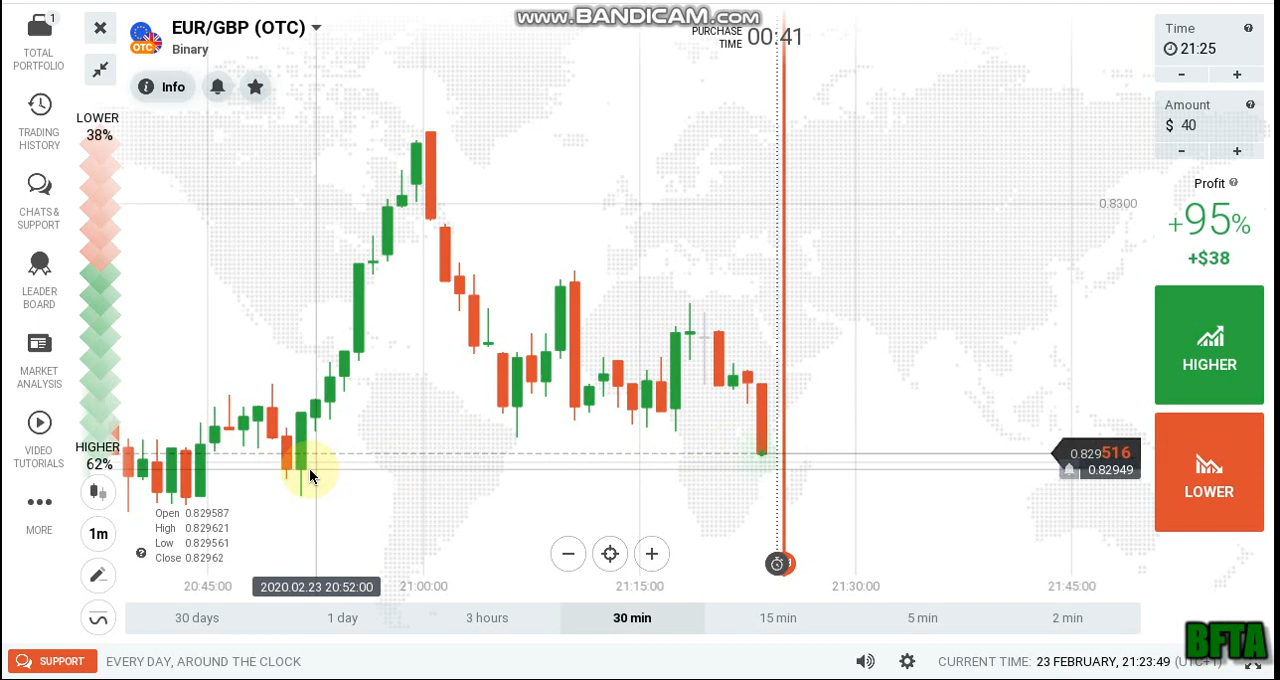 www.BANDICAM.com
1
TOTAL
PORTFOLIO
TRADING
HISTORY
CHATS &
SUPPORT
LEADER
BOARD
MARKET
ANALYSIS
VIDEO
TUTORIALS
MORE
EUR/GBP (OTC)
OTC
Binary
Info
LOWER
38%
HIGHER
62%
1m
Open 0.829587
High 0.829621
Low 0.829561
Close 0.82962
PURCHASE
TIME
00:41
0.8300
0.829516
0.82949
20:45:00
2020.02.23 20:52:00
21:00:00
21:15:00
21:30:00
21:45:00
30 days
1 day
3 hours
30 min
15 min
5 min
2 min
Time
21:25
- +
Amount
$ 40
- +
Profit
+95%
+$38
HIGHER
LOWER
BFTA
SUPPORT
EVERY DAY, AROUND THE CLOCK
CURRENT TIME: 23 FEBRUARY, 21:23:49 (UTC+1)